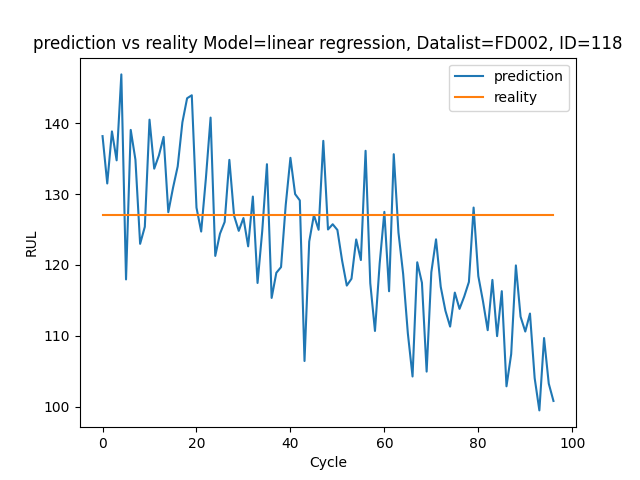 prediction vs reality Model=linear regression, Datalist=FD002, ID=118
prediction
reality
140
130
120
110
100
RUL
0 20 40 60 80 100
Cycle